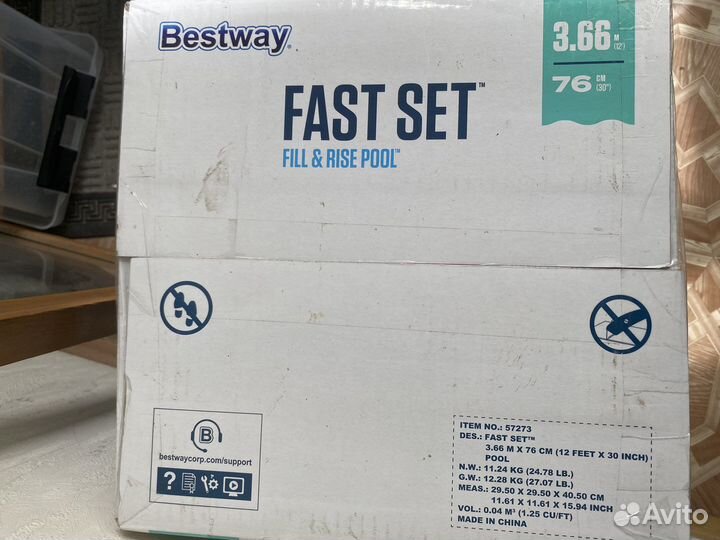 Bestway®
3.66 M (12')
76 CM (30")
FAST SET™
FILL & RISE POOL™
B
bestwaycorp.com/support
?
ITEM NO.: 57273
DES.: FAST SET™
3.66 M X 76 CM (12 FEET X 30 INCH)
POOL
N.W.: 11.24 KG (24.78 LB.)
G.W.: 12.28 KG (27.07 LB.)
MEAS.: 29.50 X 29.50 X 40.50 CM
11.61 X 11.61 X 15.94 INCH
VOL.: 0.04 M³ (1.25 CU/FT)
MADE IN CHINA
Avito